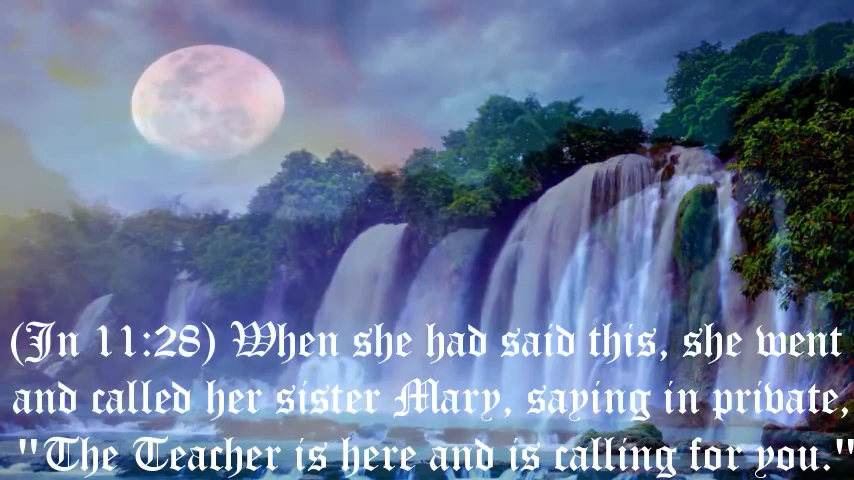 (Jn 11:28) When she had said this, she went
and called her sister Mary, saying in private,
"The Teacher is here and is calling for you."